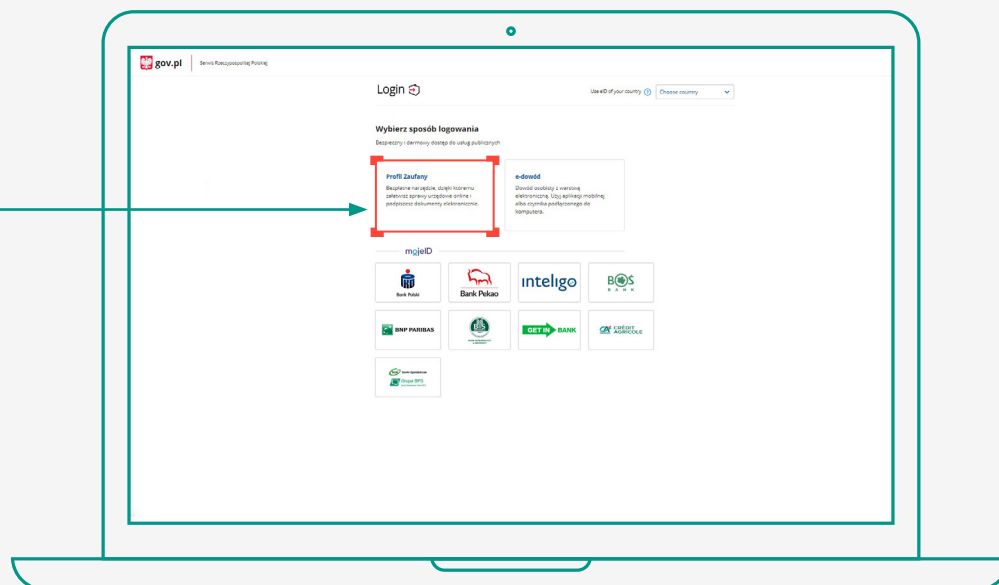 gov.pl
Serwis Rzeczypospolitej Polskiej
Login
Use eID of your country
?
Choose country
Wybierz sposób logowania
Bezpieczny i darmowy dostęp do usług publicznych
Profil Zaufany
Bezpłatne narzędzie, dzięki któremu
załatwisz sprawy urzędowe online i
podpiszesz dokumenty elektronicznie.
e-dowód
Dowód osobisty z warstwą
elektroniczną. Użyj aplikacji mobilnej
albo czytnika podłączonego do
komputera.
mojeID
Bank Polski
Bank Pekao
inteligo
BOŚ
BANK
BNP PARIBAS
BS
GET IN BANK
CRÉDIT
AGRICOLE
Grupa BPS